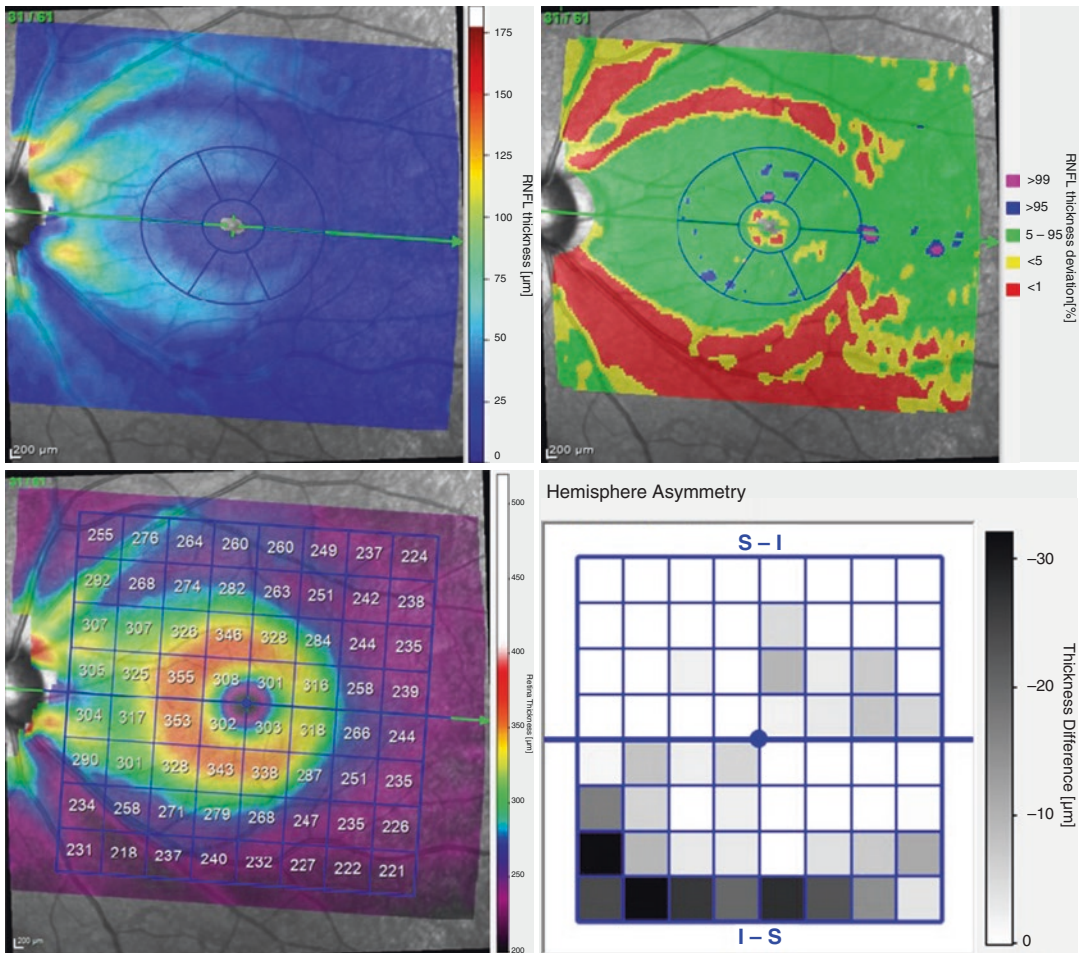 31 / 61
175
150
125
100
75
50
25
0
RNFL thickness [μm]
200 μm
31 / 61
>99
>95
5 – 95
<5
<1
RNFL thickness deviation[%]
200 μm
255 276 264 260 260 249 237 224
292 268 274 282 263 251 242 238
307 307 326 346 328 284 244 235
305 325 355 308 301 316 258 239
304 317 353 302 303 318 266 244
290 301 328 343 338 287 251 235
234 258 271 279 268 247 235 226
231 218 237 240 232 227 222 221
200 μm
500
450
400
350
300
250
200
Retina Thickness [μm]
Hemisphere Asymmetry
S – I
I – S
–30
–20
–10
0
Thickness Difference [μm]